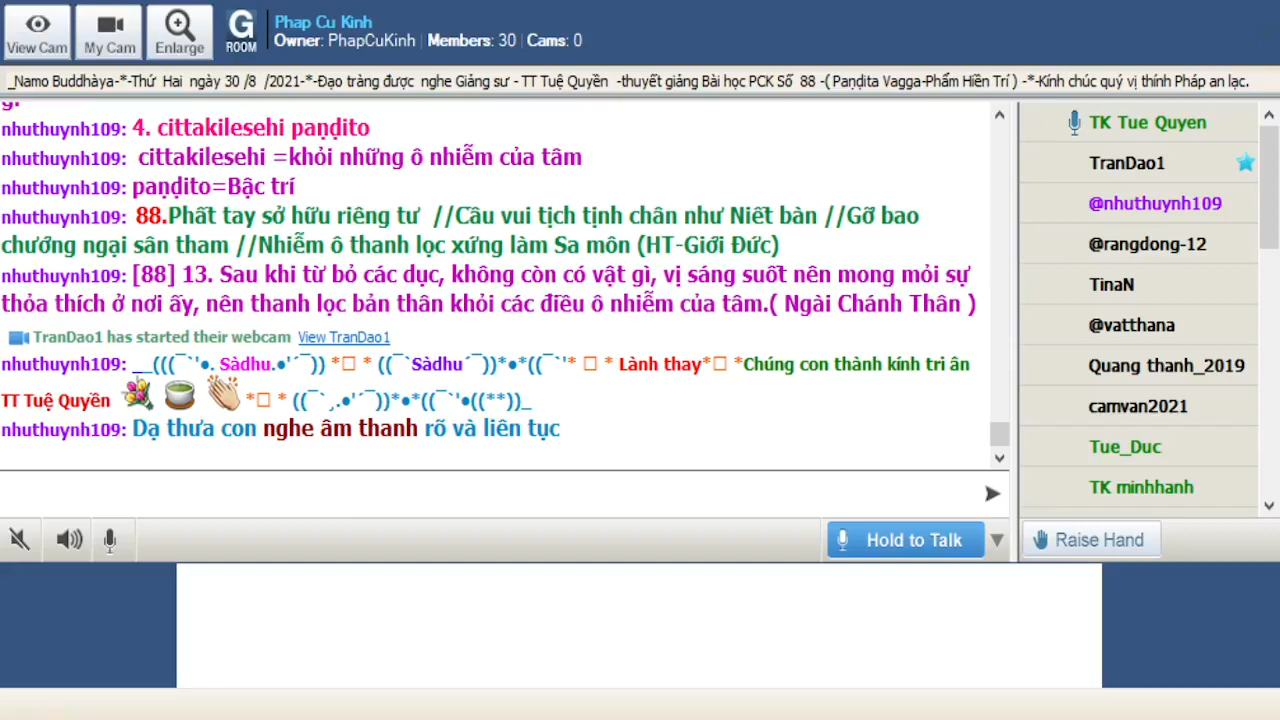 View Cam
My Cam
Enlarge
G
ROOM
Phap Cu Kinh
Owner: PhapCuKinh | Members: 30 | Cams: 0
_Namo Buddhàya-*-Thứ Hai ngày 30 /8 /2021-*-Đạo tràng được nghe Giảng sư - TT Tuệ Quyền -thuyết giảng Bài học PCK Số 88 -( Paṇḍita Vagga-Phẩm Hiền Trí ) -*-Kính chúc quý vị thính Pháp an lạc.
nhuthuynh109: 4. cittakilesehi paṇḍito
nhuthuynh109: cittakilesehi =khỏi những ô nhiễm của tâm
nhuthuynh109: paṇḍito=Bậc trí
nhuthuynh109: 88.Phất tay sở hữu riêng tư //Cầu vui tịch tịnh chân như Niết bàn //Gỡ bao
chướng ngại sân tham //Nhiễm ô thanh lọc xứng làm Sa môn (HT-Giới Đức)
nhuthuynh109: [88] 13. Sau khi từ bỏ các dục, không còn có vật gì, vị sáng suốt nên mong mỏi sự
thỏa thích ở nơi ấy, nên thanh lọc bản thân khỏi các điều ô nhiễm của tâm.( Ngài Chánh Thân )
TranDao1 has started their webcam View TranDao1
nhuthuynh109: __(((¯`'•. Sàdhu.•'´¯)) *□ * ((¯`Sàdhu´¯))*•*((¯`'* □ * Lành thay*□ *Chúng con thành kính tri ân
TT Tuệ Quyền *□ * ((¯`¸.•'´¯))*•*((¯`'•((**))_
nhuthuynh109: Dạ thưa con nghe âm thanh rõ và liên tục
Hold to Talk
TK Tue Quyen
TranDao1
@nhuthuynh109
@rangdong-12
TinaN
@vatthana
Quang thanh_2019
camvan2021
Tue_Duc
TK minhhanh
Raise Hand